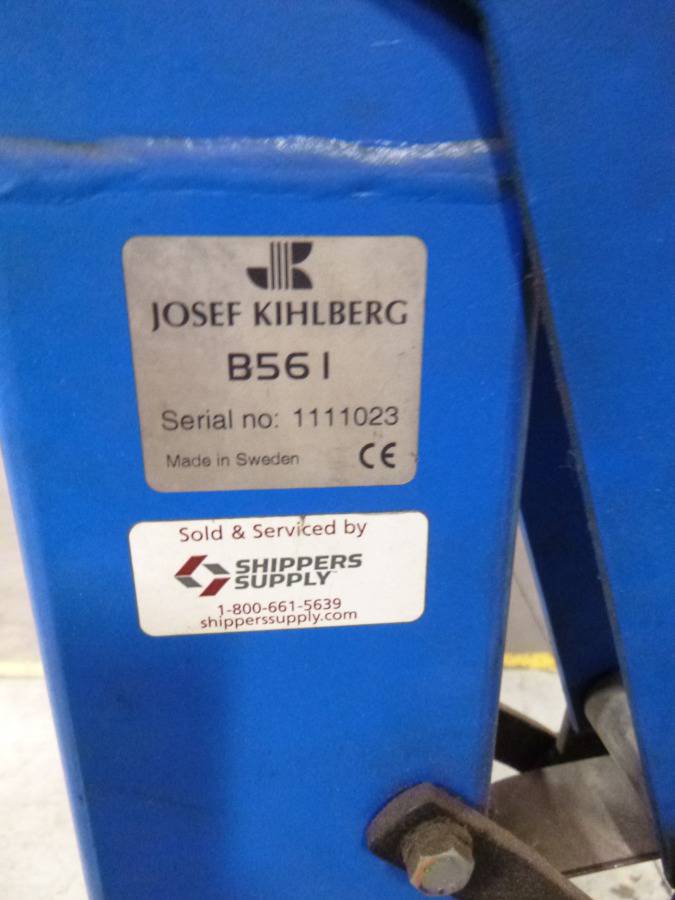 JOSEF KIHLBERG
B561
Serial no: 1111023
Made in Sweden CE
Sold & Serviced by
SHIPPERS
SUPPLY™
1-800-661-5639
shipperssupply.com